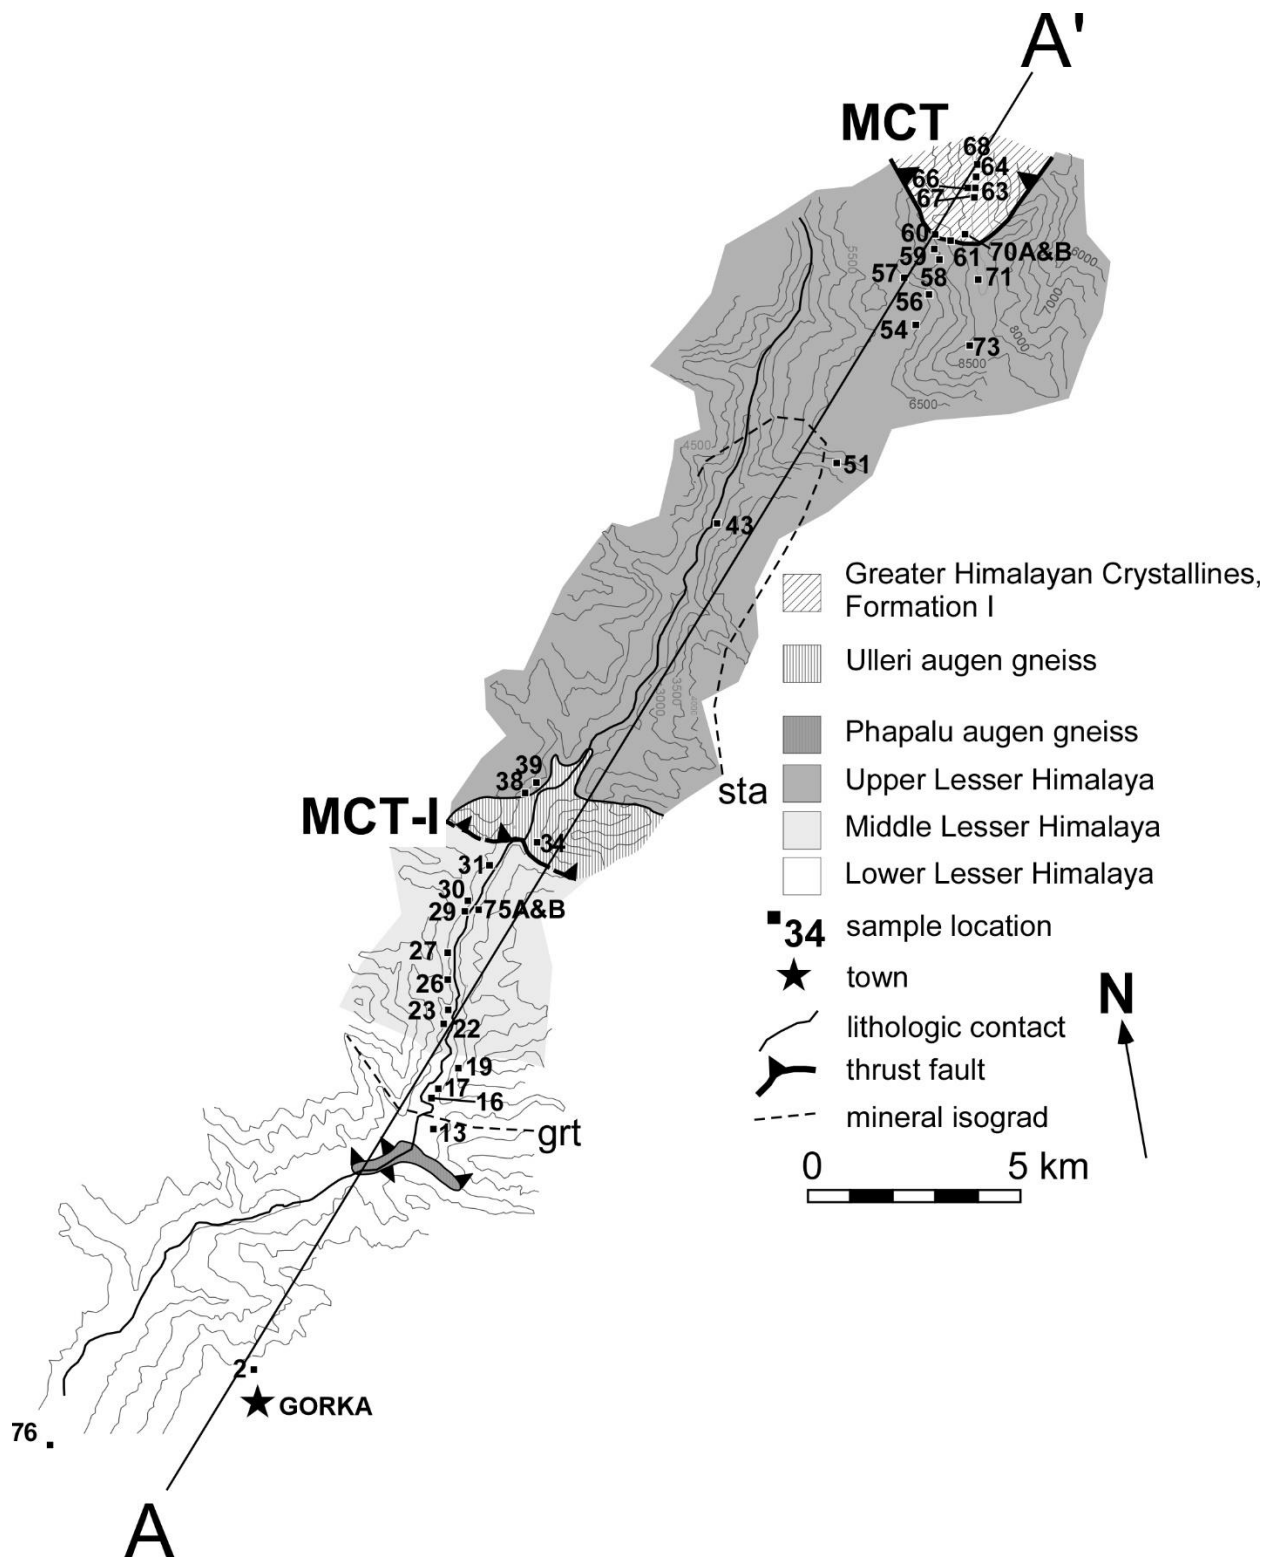 A'
MCT
68
64
66
63
67
60
70A&B
61
59
58
57
71
56
54
73
5500
6000
7000
8000
8500
6500
4500
51
43
3000
3500
4000
sta
39
38
MCT-I
34
31
30
29
75A&B
27
26
23
22
19
17
16
13
grt
2
GORKA
76
A
Greater Himalayan Crystallines,
Formation I
Ulleri augen gneiss
Phapalu augen gneiss
Upper Lesser Himalaya
Middle Lesser Himalaya
Lower Lesser Himalaya
34 sample location
town
lithologic contact
thrust fault
mineral isograd
N
0 5 km